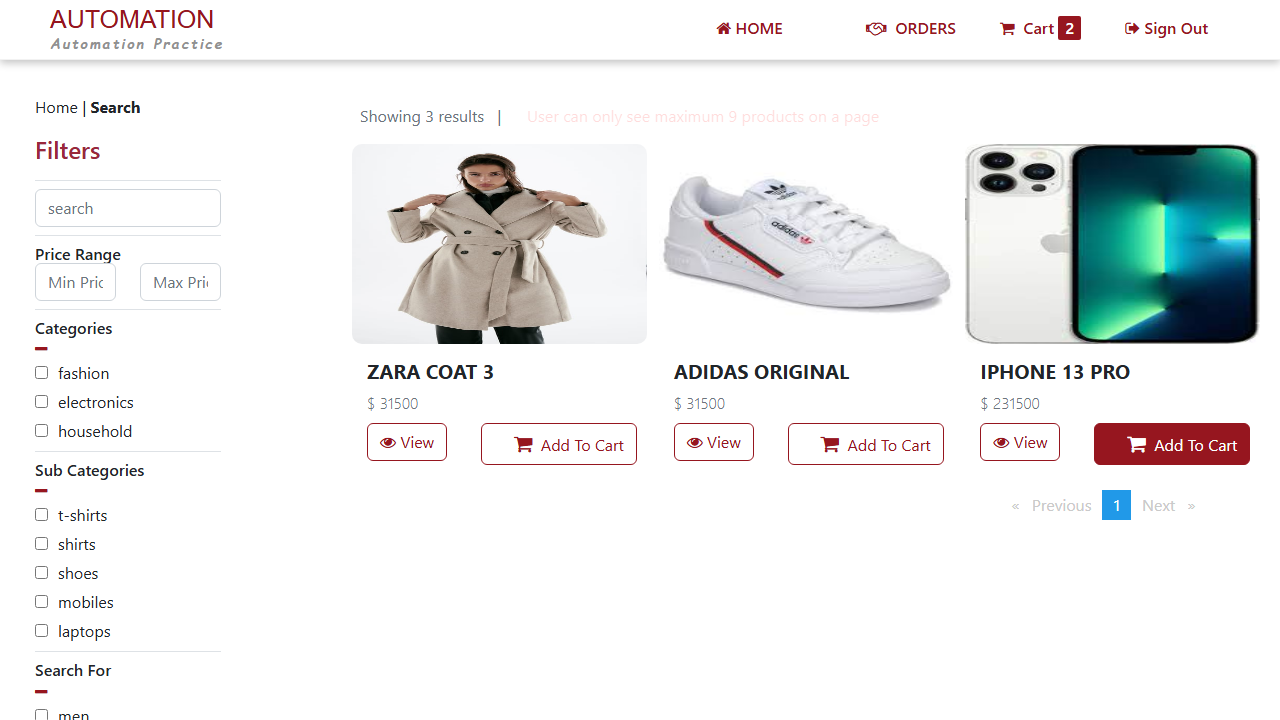 AUTOMATION
Automation Practice
HOME
ORDERS
Cart 2
Sign Out
Home | Search
Filters
search
Price Range
Min Pric
Max Pric
Categories
fashion
electronics
household
Sub Categories
t-shirts
shirts
shoes
mobiles
laptops
Search For
men
Showing 3 results |
User can only see maximum 9 products on a page
adidas
adidas
ZARA COAT 3
$ 31500
View
Add To Cart
ADIDAS ORIGINAL
$ 31500
View
Add To Cart
IPHONE 13 PRO
$ 231500
View
Add To Cart
« Previous 1 Next »